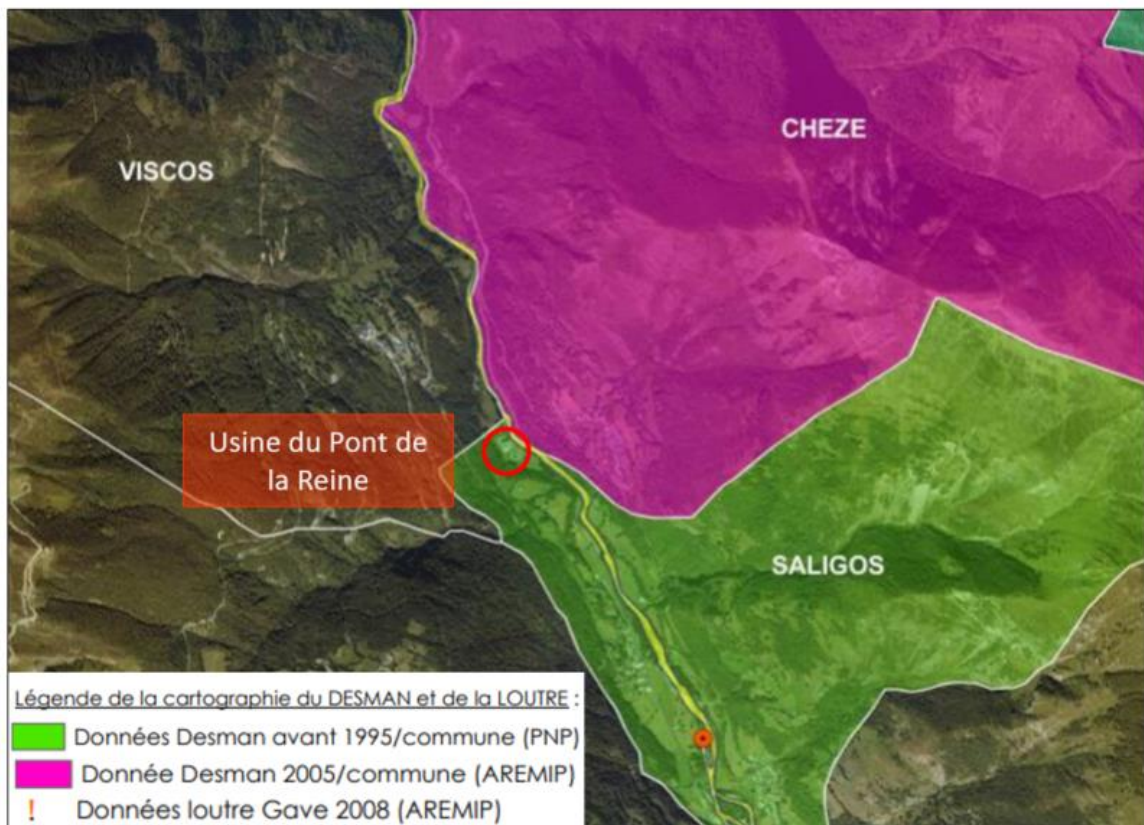 CHEZE
VISCOS
Usine du Pont de
la Reine
SALIGOS
Légende de la cartographie du DESMAN et de la LOUTRE :
Données Desman avant 1995/commune (PNP)
Donnée Desman 2005/commune (AREMIP)
! Données loutre Gave 2008 (AREMIP)